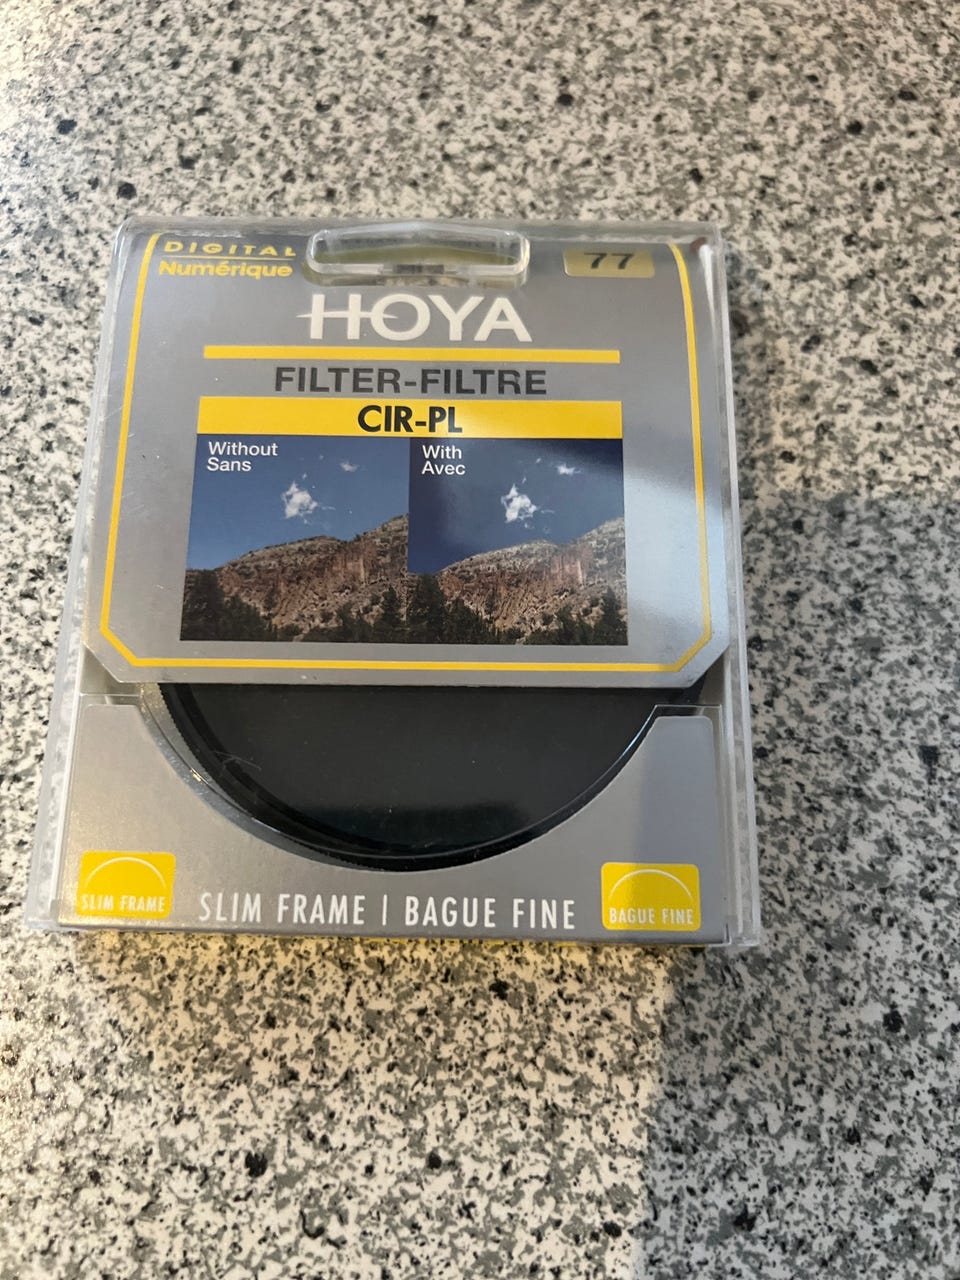 DIGITAL
Numérique
77
HOYA
FILTER-FILTRE
CIR-PL
Without
Sans
With
Avec
SLIM FRAME
SLIM FRAME | BAGUE FINE
BAGUE FINE